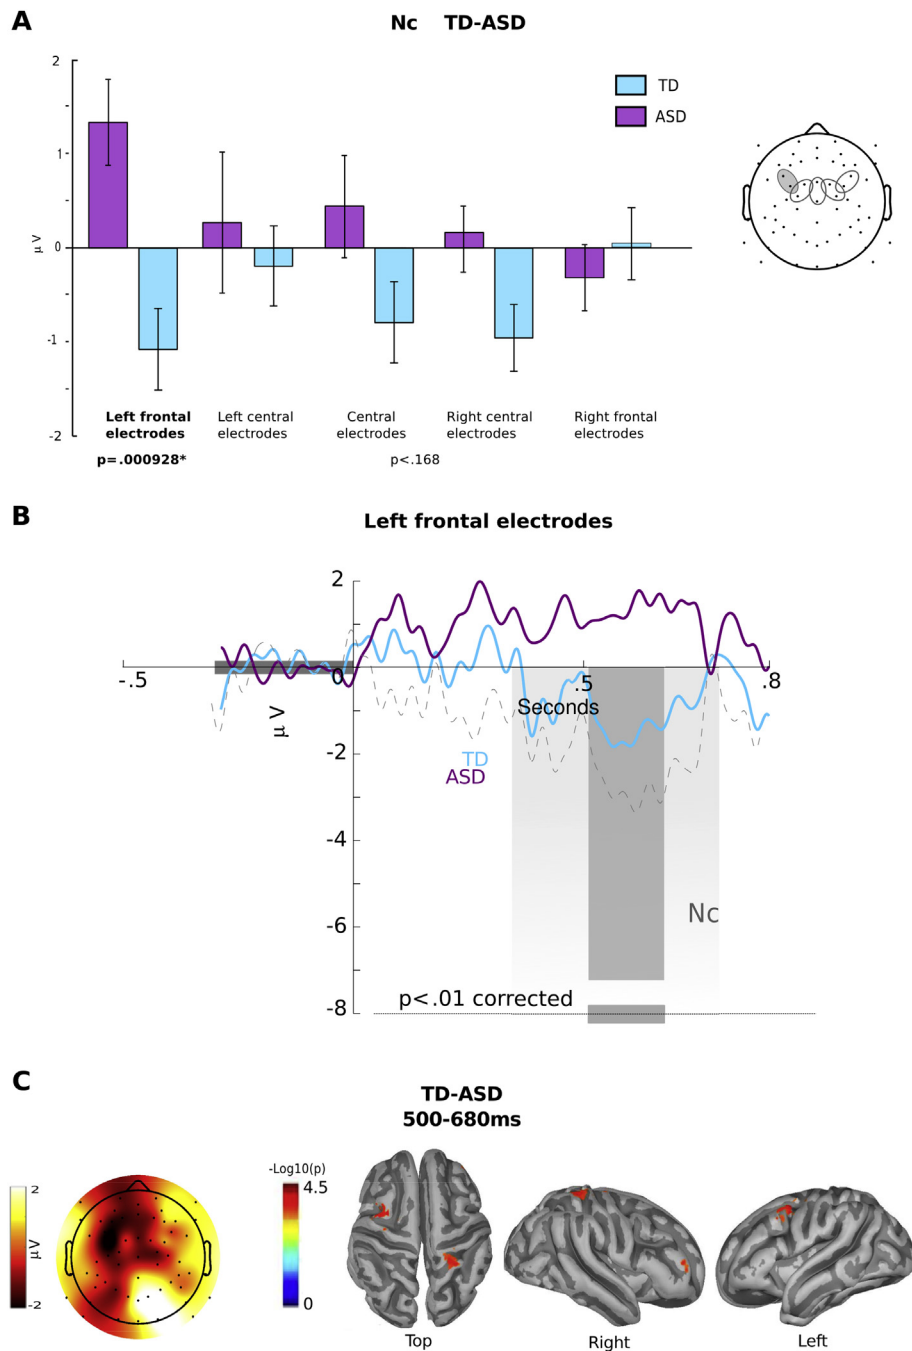 A
Nc TD-ASD
2
1
0
-1
-2
μ V
TD
ASD
Left frontal electrodes
Left central electrodes
Central electrodes
Right central electrodes
Right frontal electrodes
p=.000928*
p<.168
B
Left frontal electrodes
2
0
-2
-4
-6
-8
-.5
.5
.8
Seconds
μ V
TD
ASD
Nc
p<.01 corrected
C
TD-ASD
500-680ms
2
μV
-2
-Log10(p)
4.5
0
Top
Right
Left